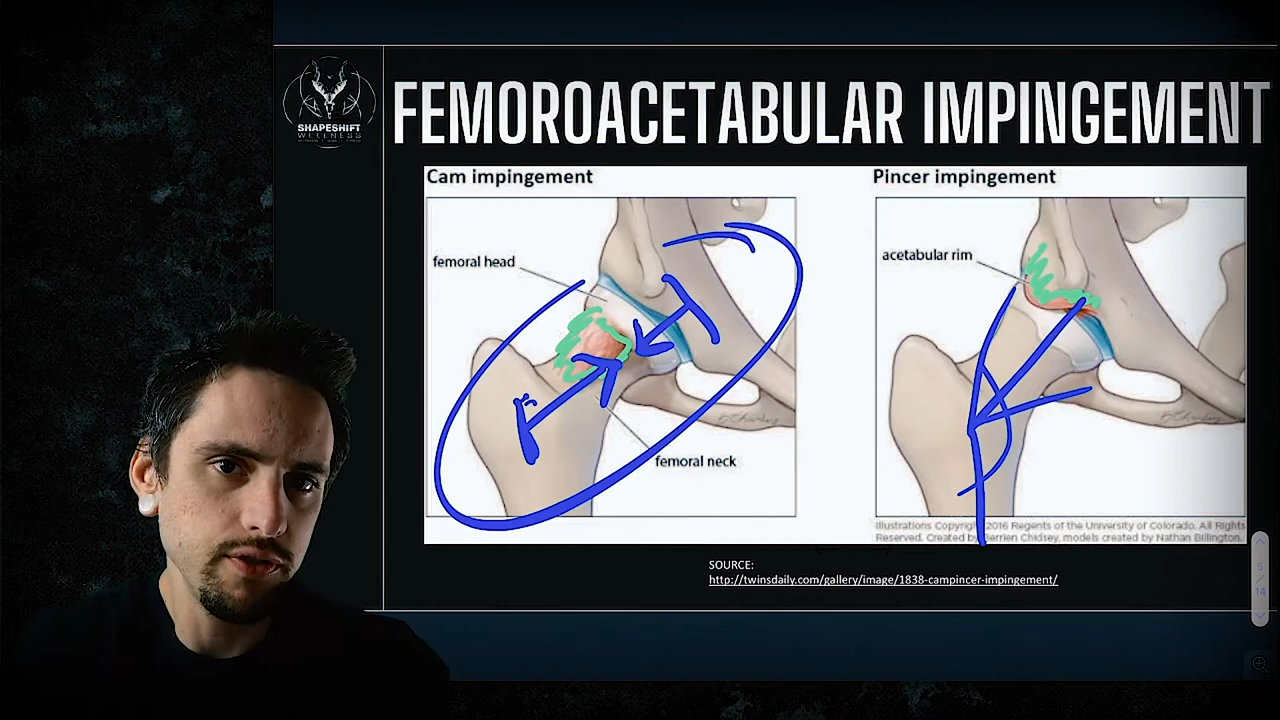 SHAPESHIFT
WELLNESS
FEMOROACETABULAR IMPINGEMENT
Cam impingement
Pincer impingement
femoral head
acetabular rim
femoral neck
Illustrations Copyright 2016 Regents of the University of Colorado. All Rights
Reserved. Created by Berrien Chidsey, models created by Nathan Billington.
SOURCE:
http://twinsdaily.com/gallery/image/1838-campincer-impingement/
5
/
14